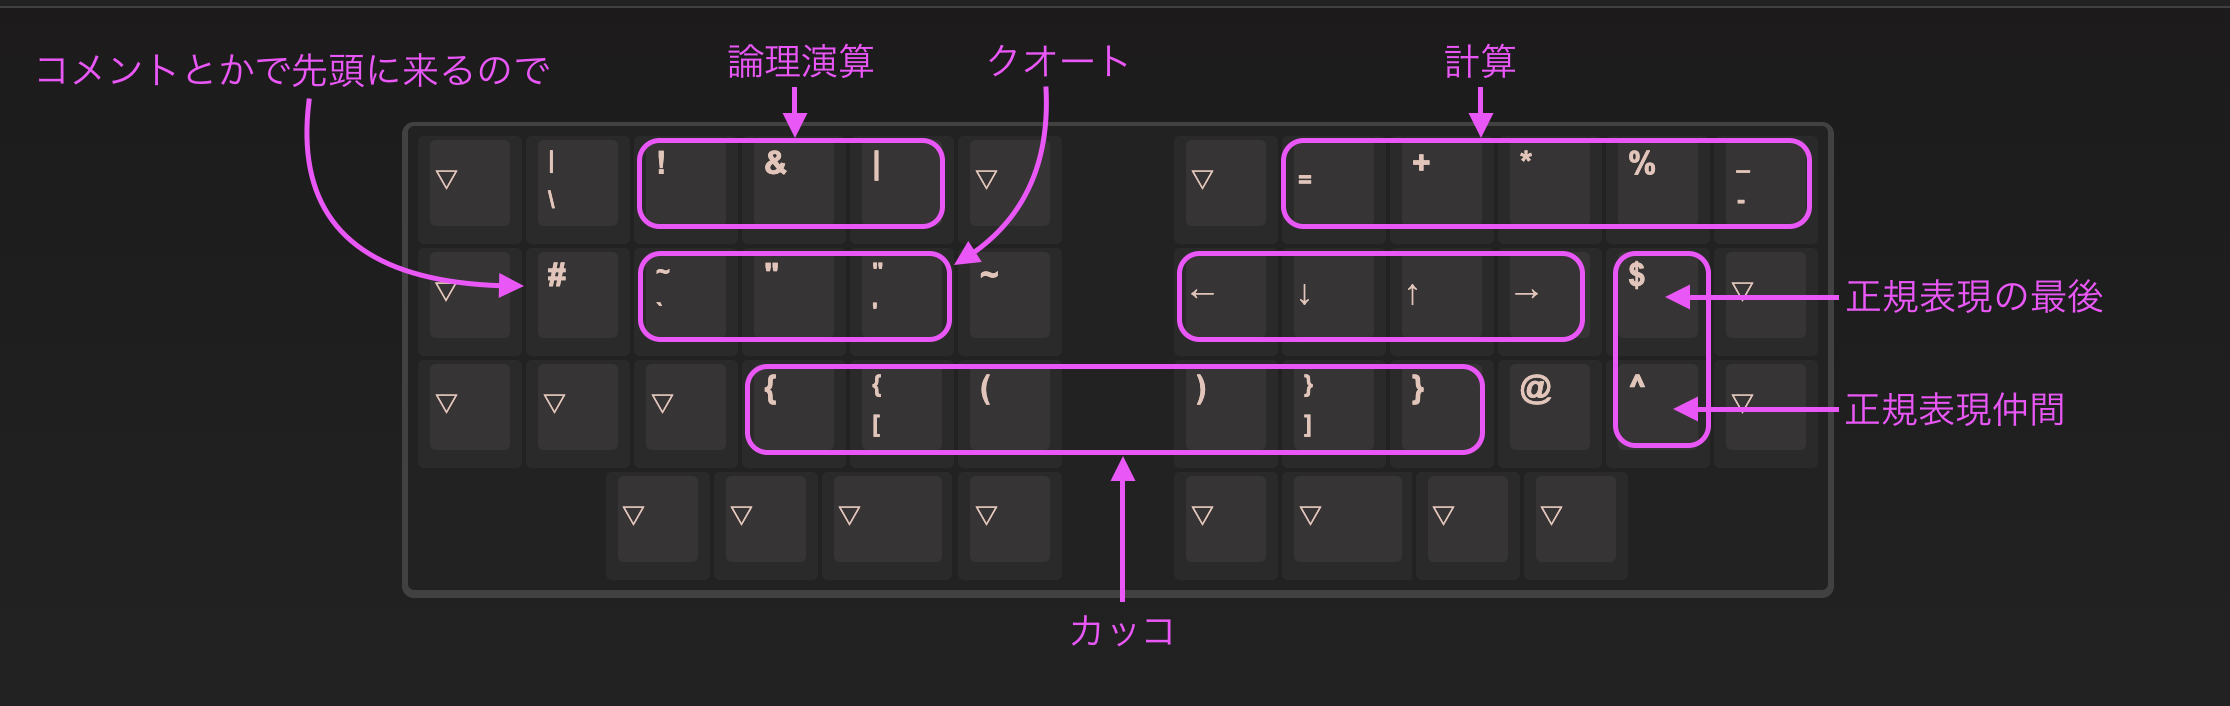 コメントとかで先頭に来るので
論理演算
クオート
計算
▽ | \ ! & | ▽ ▽ = + * % _ -
▽ # ~ ` " " ' ~ ← ↓ ↑ → $ ▽
正規表現の最後
▽ ▽ ▽ { { [ ( ) } ] } @ ^ ▽
正規表現仲間
▽ ▽ ▽ ▽ ▽ ▽ ▽ ▽
カッコ